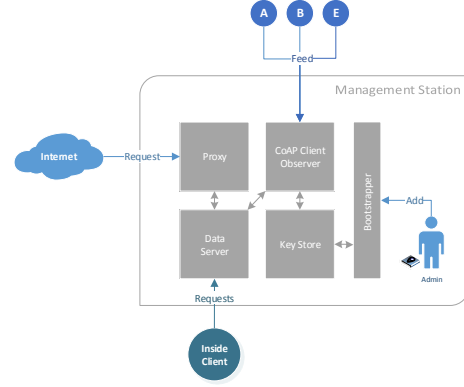 A
B
E
Feed
Management Station
Internet
Request
Proxy
CoAP Client
Observer
Bootstrapper
Add
Data
Server
Key Store
Admin
Requests
Inside
Client